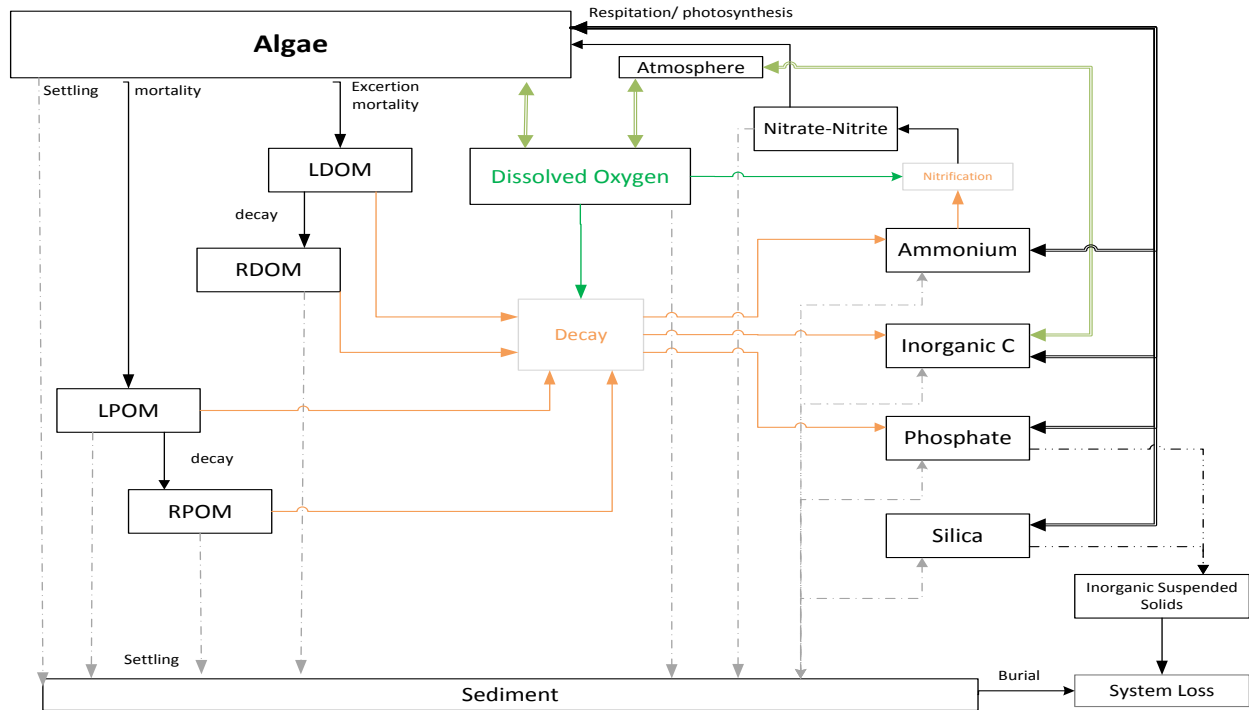 Respitation/ photosynthesis
Algae
Atmosphere
Settling
mortality
Excertion
mortality
Nitrate-Nitrite
LDOM
Dissolved Oxygen
Nitrification
decay
RDOM
Ammonium
Decay
Inorganic C
LPOM
Phosphate
decay
RPOM
Silica
Inorganic Suspended
Solids
Settling
Sediment
Burial
System Loss